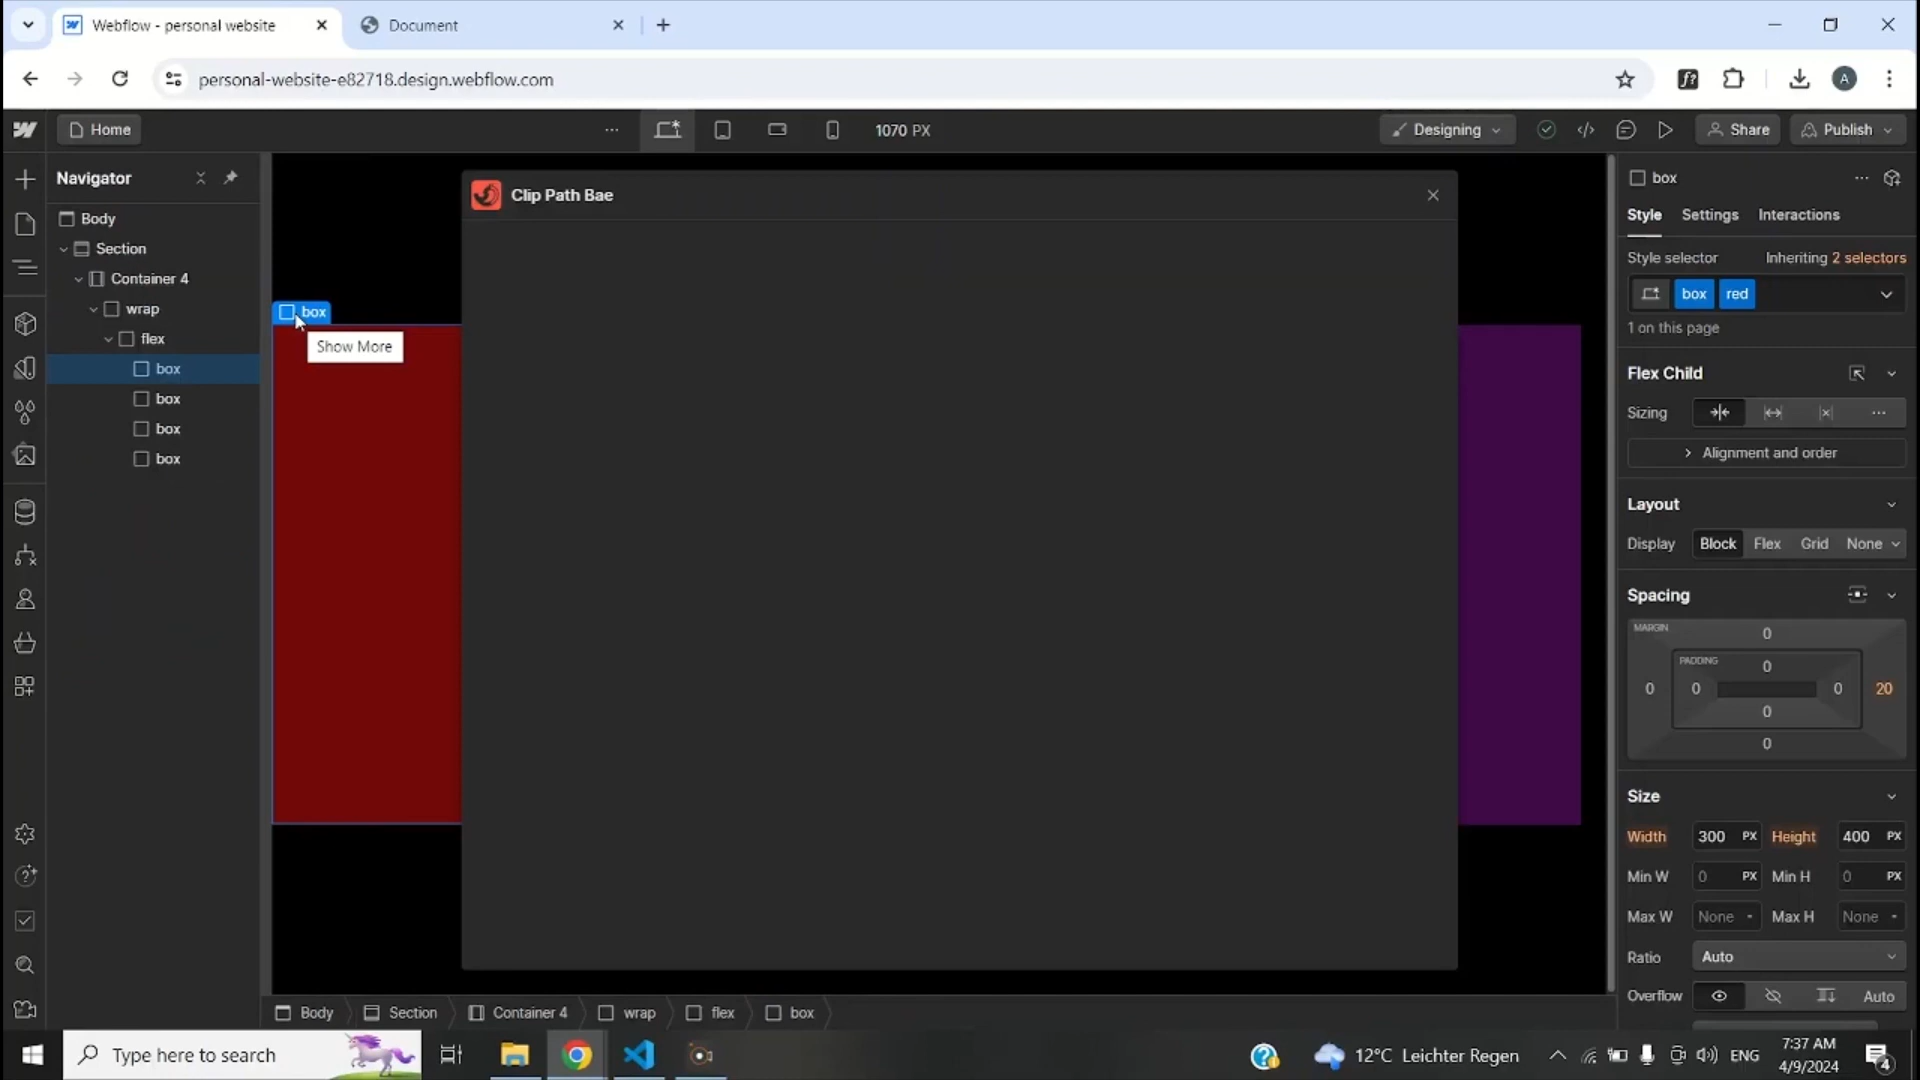 Webflow - personal website
Document
personal-website-e82718.design.webflow.com
A
Home
1070 PX
Designing
Share
Publish
Navigator
Body
Section
Container 4
wrap
flex
box
box
box
box
box
Show More
Clip Path Bae
box
Style Settings Interactions
Style selector Inheriting 2 selectors
box red
1 on this page
Flex Child
Sizing
Alignment and order
Layout
Display Block Flex Grid None
Spacing
MARGIN
0
PADDING
0
0 0 0 20
0
0
Size
Width 300 PX Height 400 PX
Min W 0 PX Min H 0 PX
Max W None - Max H None -
Ratio Auto
Overflow Auto
Body Section Container 4 wrap flex box
Type here to search
12°C Leichter Regen
ENG
7:37 AM
4/9/2024
4